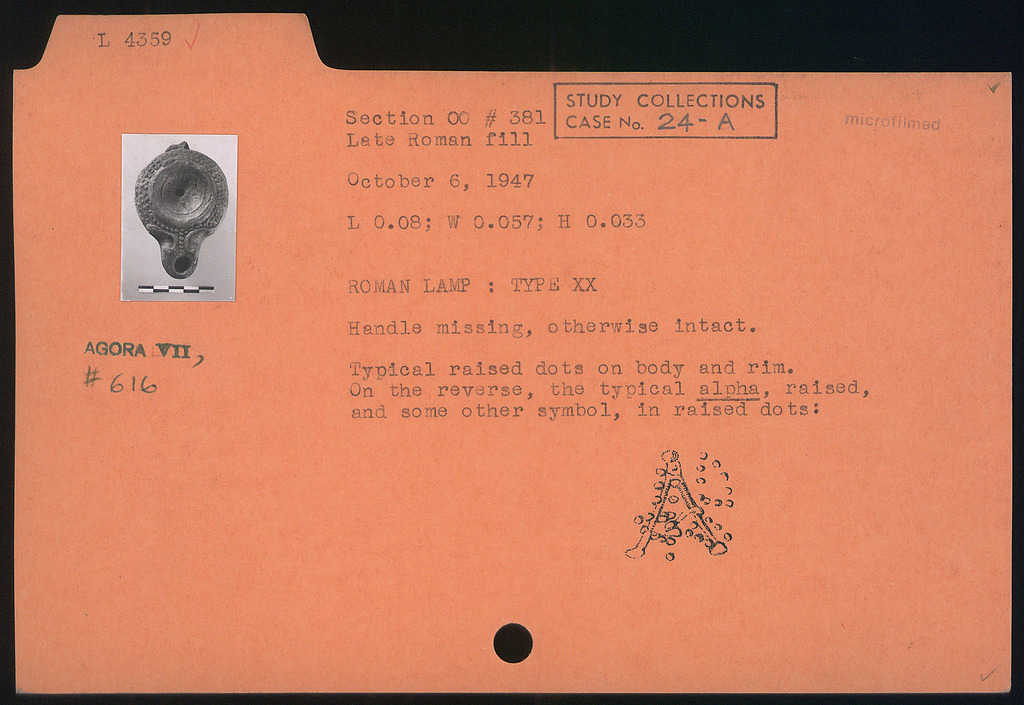 L 4359
Section OO # 381
Late Roman fill
STUDY COLLECTIONS
CASE No. 24-A
microfilmed
October 6, 1947
L 0.08; W 0.057; H 0.033
ROMAN LAMP : TYPE XX
Handle missing, otherwise intact.
AGORA VII,
# 616
Typical raised dots on body and rim.
On the reverse, the typical alpha, raised,
and some other symbol, in raised dots: